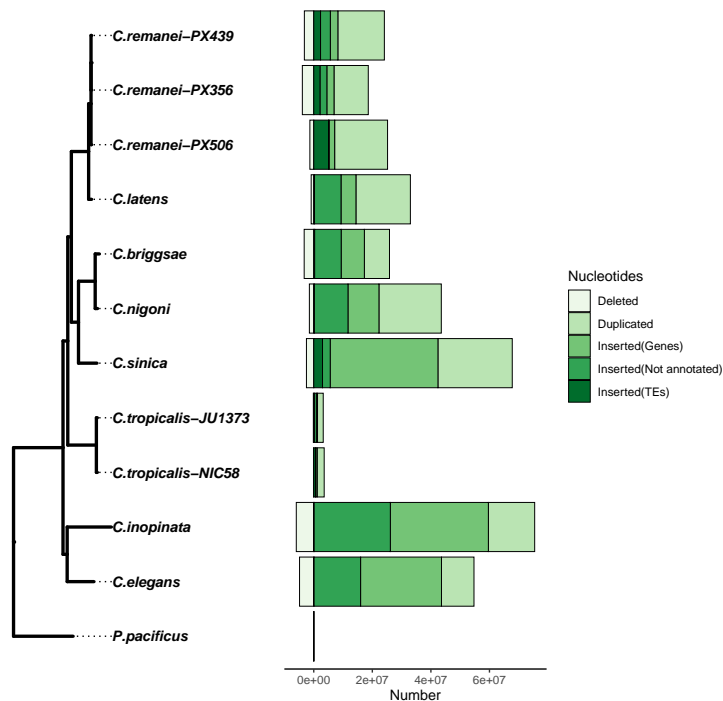 C.remanei−PX439
C.remanei−PX356
C.remanei−PX506
C.latens
C.briggsae
C.nigoni
C.sinica
C.tropicalis−JU1373
C.tropicalis−NIC58
C.inopinata
C.elegans
P.pacificus
Nucleotides
Deleted
Duplicated
Inserted(Genes)
Inserted(Not annotated)
Inserted(TEs)
0e+00 2e+07 4e+07 6e+07
Number